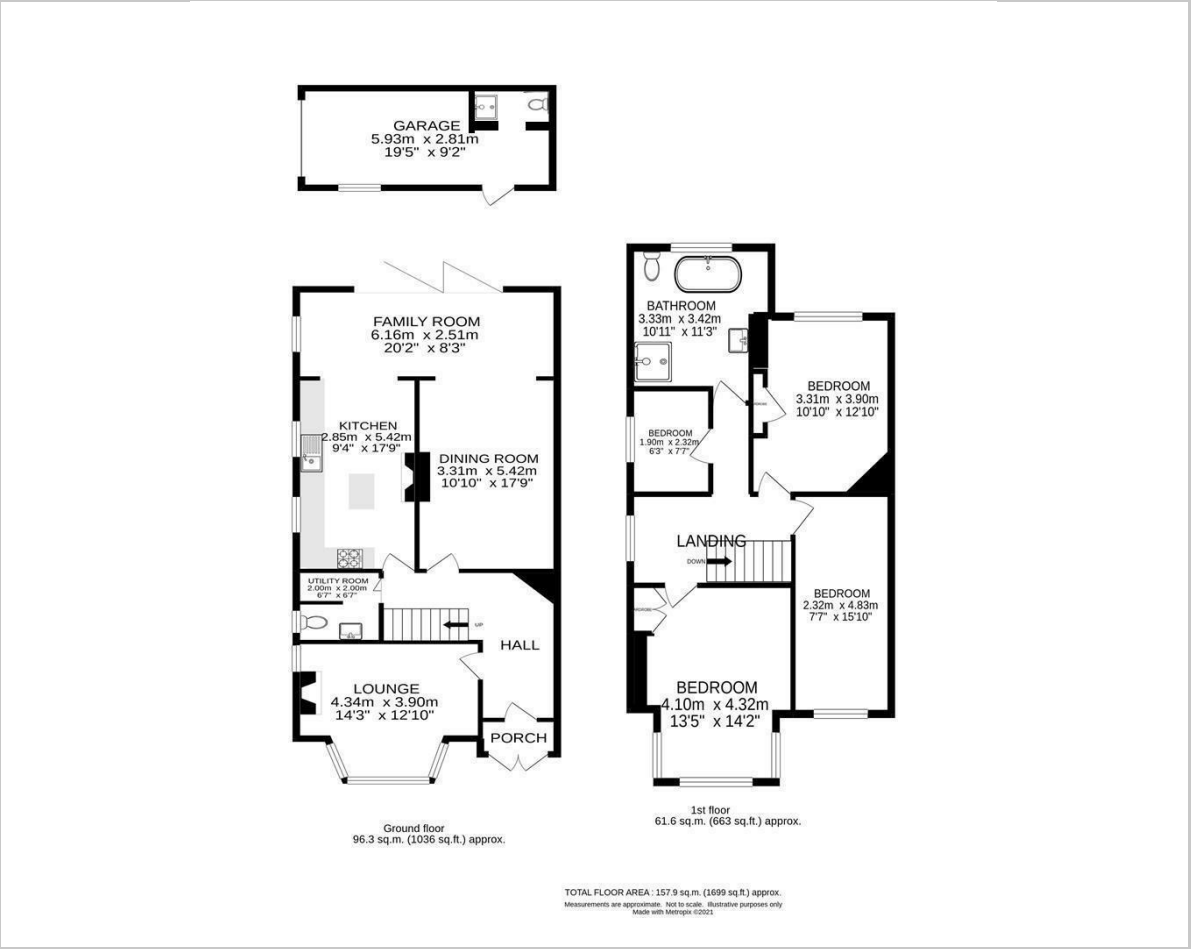 GARAGE
5.93m x 2.81m
19'5" x 9'2"
FAMILY ROOM
6.16m x 2.51m
20'2" x 8'3"
KITCHEN
2.85m x 5.42m
9'4" x 17'9"
DINING ROOM
3.31m x 5.42m
10'10" x 17'9"
UTILITY ROOM
2.00m x 2.00m
6'7" x 6'7"
UP
HALL
LOUNGE
4.34m x 3.90m
14'3" x 12'10"
PORCH
Ground floor
96.3 sq.m. (1036 sq.ft.) approx.
BATHROOM
3.33m x 3.42m
10'11" x 11'3"
BEDROOM
3.31m x 3.90m
10'10" x 12'10"
BEDROOM
1.90m x 2.32m
6'3" x 7'7"
LANDING
DOWN
BEDROOM
2.32m x 4.83m
7'7" x 15'10"
BEDROOM
4.10m x 4.32m
13'5" x 14'2"
1st floor
61.6 sq.m. (663 sq.ft.) approx.
TOTAL FLOOR AREA : 157.9 sq.m. (1699 sq.ft.) approx.
Measurements are approximate. Not to scale. Illustrative purposes only
Made with Metropix ©2021